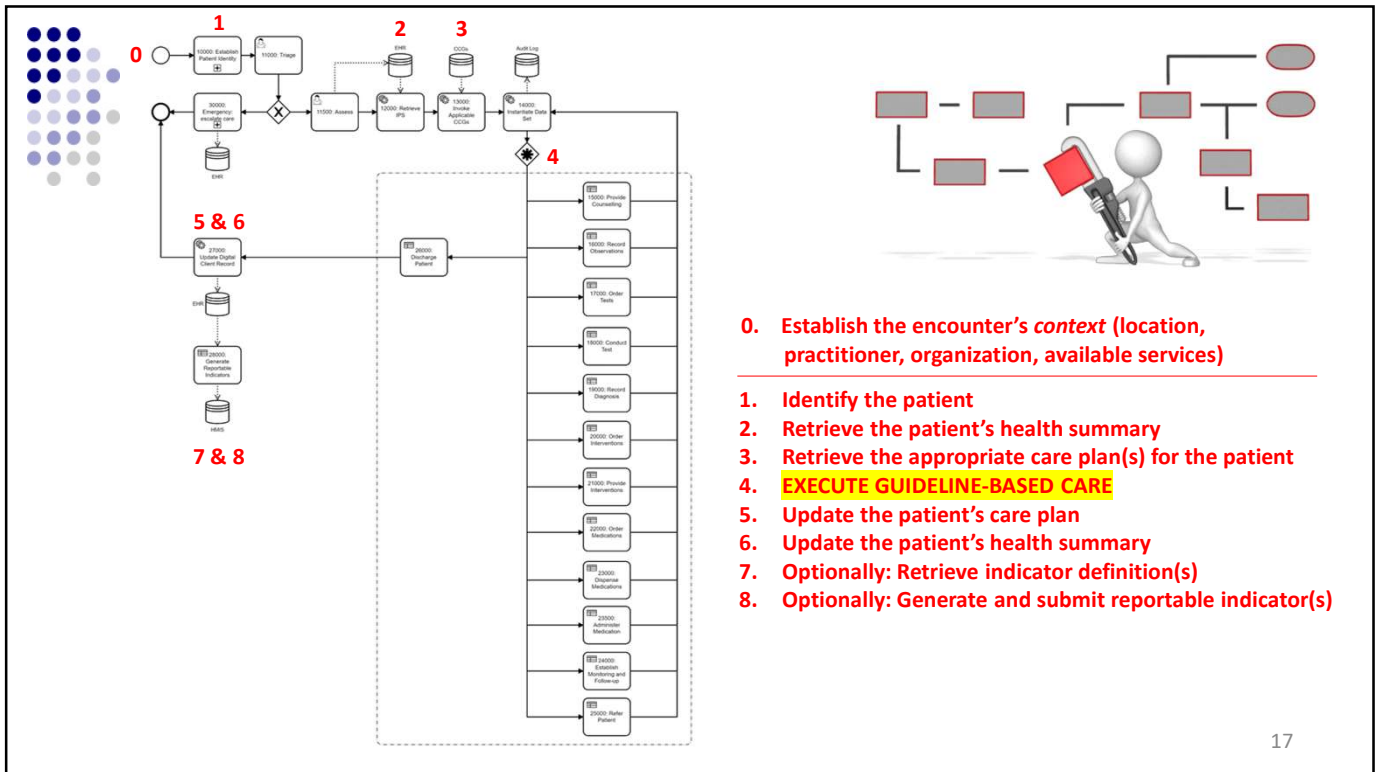 1
2
3
0
EHR
CCGs
Audit Log
10000: Establish
Patient Identity
11000: Triage
30000:
Emergency:
escalate care
X
11500: Assess
12000: Retrieve
IPS
13000:
Invoke
Applicable
CCGs
14000:
Instantiate Data
Set
EHR
4
5 & 6
27000:
Update Digital
Client Record
26000:
Discharge
Patient
15000: Provide
Counselling
16000: Record
Observations
17000: Order
Tests
18000: Conduct
Test
19000: Record
Diagnosis
20000: Order
Interventions
21000: Provide
Interventions
22000: Order
Medications
23000:
Dispense
Medications
23500:
Administer
Medication
24000:
Establish
Monitoring and
Follow-up
25000: Refer
Patient
EHR
28000:
Generate
Reportable
Indicators
HMIS
7 & 8
0. Establish the encounter’s context (location,
practitioner, organization, available services)
1. Identify the patient
2. Retrieve the patient’s health summary
3. Retrieve the appropriate care plan(s) for the patient
4. EXECUTE GUIDELINE-BASED CARE
5. Update the patient’s care plan
6. Update the patient’s health summary
7. Optionally: Retrieve indicator definition(s)
8. Optionally: Generate and submit reportable indicator(s)
17